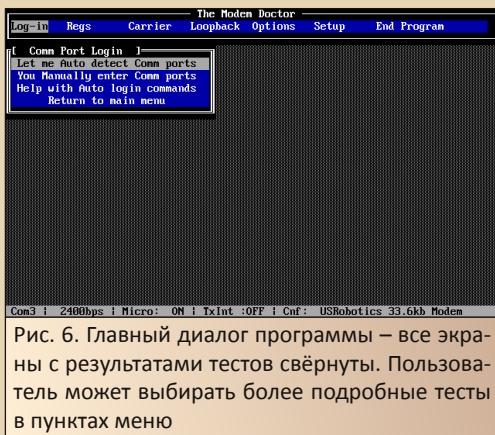 The Modem Doctor
Log-in Regs Carrier Loopback Options Setup End Program
[ Comm Port Login ]
Let me Auto detect Comm ports
You Manually enter Comm ports
Help with Auto login commands
Return to main menu
Com3 | 2400bps | Micro: ON | TxInt :OFF | Cnf: USRobotics 33.6kb Modem
Рис. 6. Главный диалог программы – все экра-
ны с результатами тестов свёрнуты. Пользова-
тель может выбирать более подробные тесты
в пунктах меню